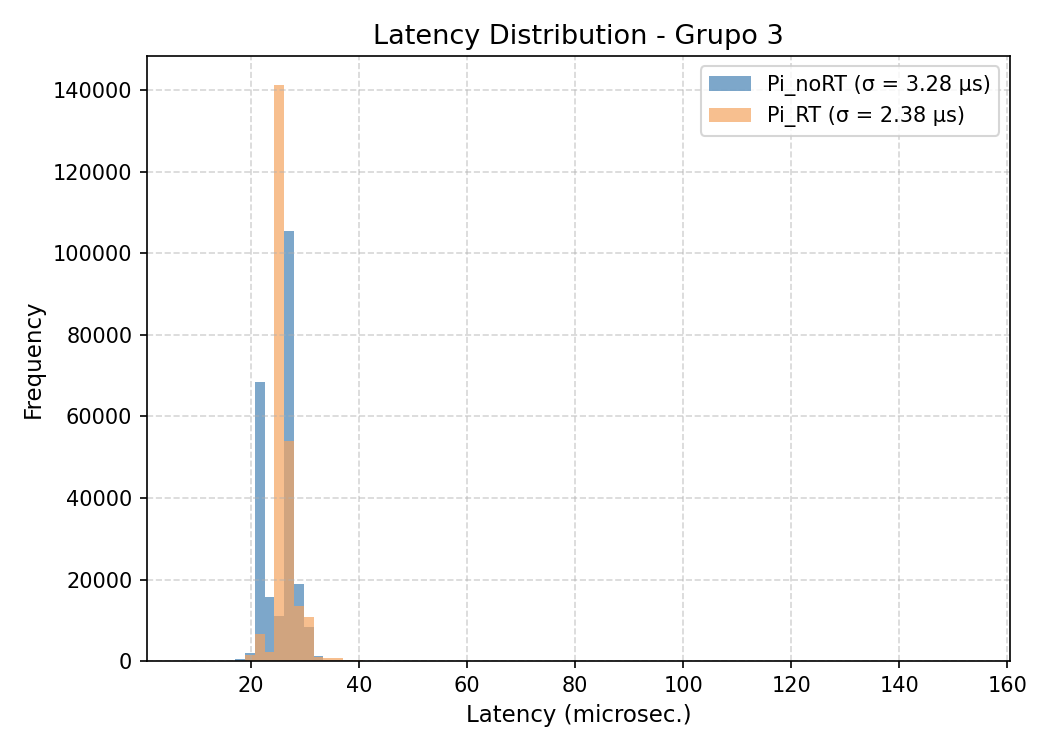 Latency Distribution - Grupo 3
Pi_noRT (σ = 3.28 μs)
Pi_RT (σ = 2.38 μs)
Frequency
140000
120000
100000
80000
60000
40000
20000
0
20 40 60 80 100 120 140 160
Latency (microsec.)